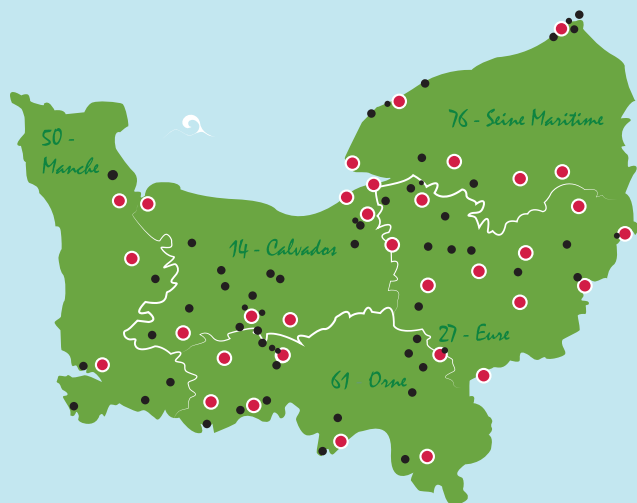 50 -
Manche
76 - Seine Maritime
14 - Calvados
27 - Eure
61 Orne